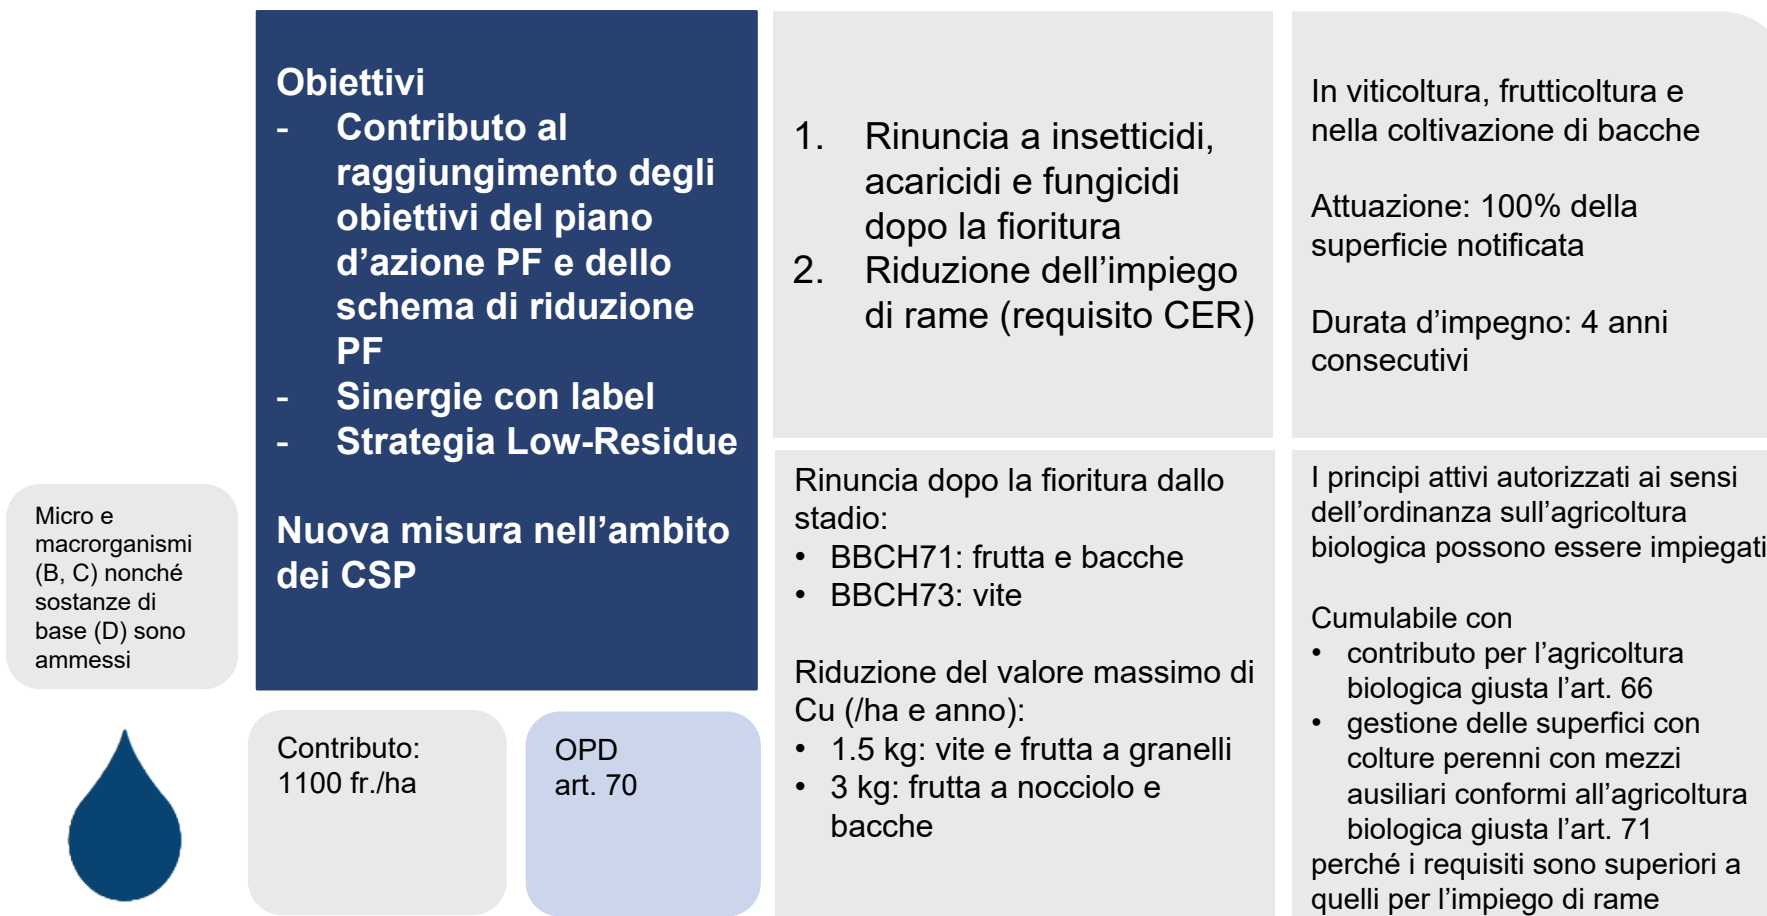 Obiettivi
- Contributo al
raggiungimento degli
obiettivi del piano
d’azione PF e dello
schema di riduzione
PF
- Sinergie con label
- Strategia Low-Residue
Nuova misura nell’ambito
dei CSP
1. Rinuncia a insetticidi,
acaricidi e fungicidi
dopo la fioritura
2. Riduzione dell’impiego
di rame (requisito CER)
In viticoltura, frutticoltura e
nella coltivazione di bacche
Attuazione: 100% della
superficie notificata
Durata d’impegno: 4 anni
consecutivi
Micro e
macrorganismi
(B, C) nonché
sostanze di
base (D) sono
ammessi
Contributo:
1100 fr./ha
OPD
art. 70
Rinuncia dopo la fioritura dallo
stadio:
• BBCH71: frutta e bacche
• BBCH73: vite
Riduzione del valore massimo di
Cu (/ha e anno):
• 1.5 kg: vite e frutta a granelli
• 3 kg: frutta a nocciolo e
bacche
I principi attivi autorizzati ai sensi
dell’ordinanza sull’agricoltura
biologica possono essere impiegati
Cumulabile con
• contributo per l’agricoltura
biologica giusta l’art. 66
• gestione delle superfici con
colture perenni con mezzi
ausiliari conformi all’agricoltura
biologica giusta l’art. 71
perché i requisiti sono superiori a
quelli per l’impiego di rame